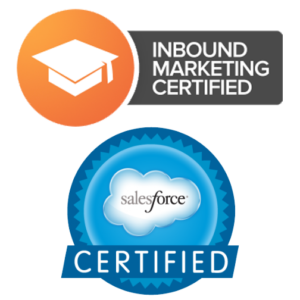 INBOUND
MARKETING
CERTIFIED
salesforce
CERTIFIED